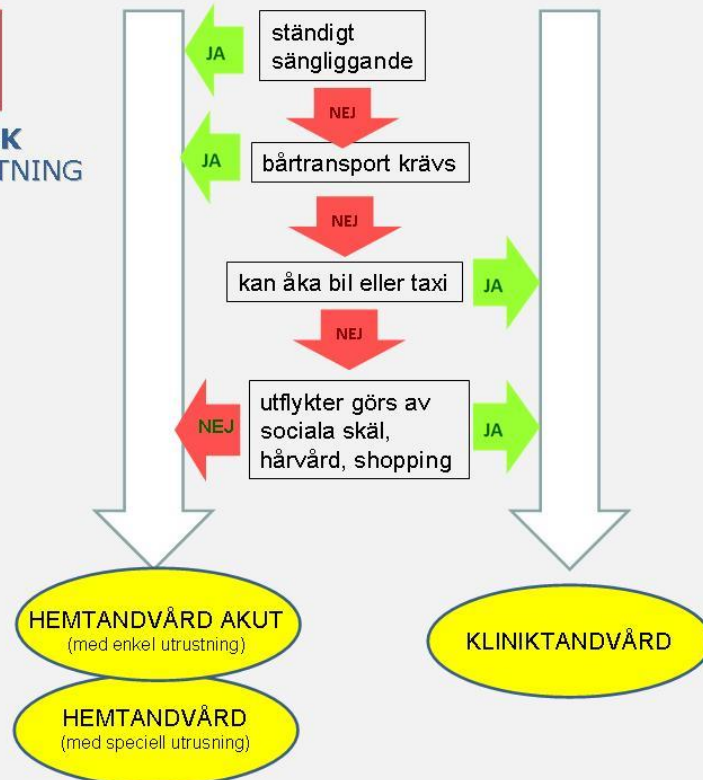 ständigt
sängliggande
JA
NEJ
K
TNING
JA
bårtransport krävs
NEJ
kan åka bil eller taxi
JA
NEJ
utflykter görs av
sociala skäl,
hårvård, shopping
NEJ
JA
HEMTANDVÅRD AKUT
(med enkel utrustning)
KLINIKTANDVÅRD
HEMTANDVÅRD
(med speciell utrusning)